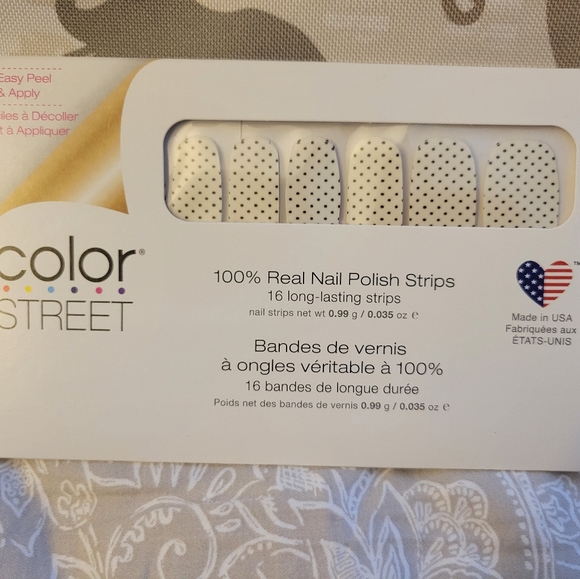 Easy Peel
& Apply
à Décoller
à Appliquer
color®
STREET
100% Real Nail Polish Strips
16 long-lasting strips
nail strips net wt 0.99 g / 0.035 oz ℮
Bandes de vernis
à ongles véritable à 100%
16 bandes de longue durée
Poids net des bandes de vernis 0.99 g / 0.035 oz ℮
TM
Made in USA
Fabriquées aux
ÉTATS-UNIS